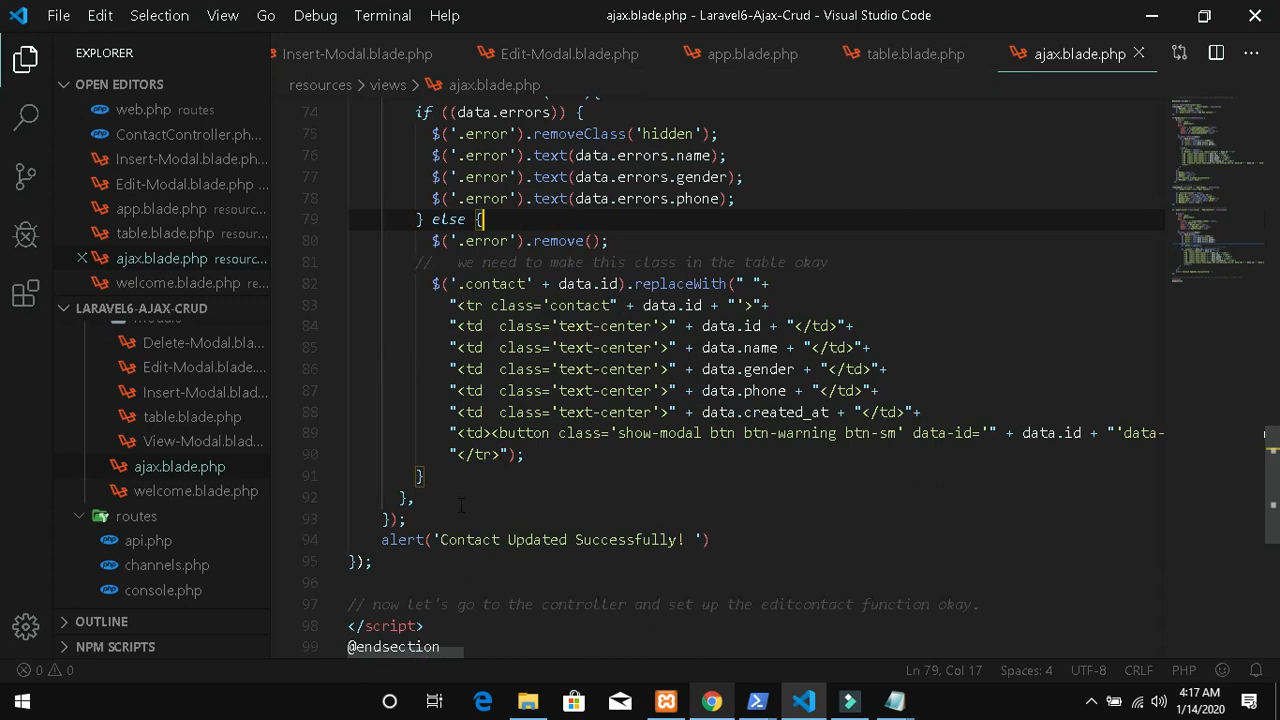 File Edit Selection View Go Debug Terminal Help
ajax.blade.php - Laravel6-Ajax-Crud - Visual Studio Code
EXPLORER
OPEN EDITORS
php web.php routes
php ContactController.ph...
Insert-Modal.blade.php
Edit-Modal.blade.php ...
app.blade.php resourc...
table.blade.php resour...
ajax.blade.php resourc...
welcome.blade.php re...
LARAVEL6-AJAX-CRUD
Delete-Modal.bla...
Edit-Modal.blade....
Insert-Modal.blad...
table.blade.php
View-Modal.blade...
ajax.blade.php
welcome.blade.php
routes
php api.php
php channels.php
php console.php
OUTLINE
NPM SCRIPTS
Insert-Modal.blade.php Edit-Modal.blade.php app.blade.php table.blade.php ajax.blade.php
resources > views > ajax.blade.php
74 if ((data.errors)) {
75 $('.error').removeClass('hidden');
76 $('.error').text(data.errors.name);
77 $('.error').text(data.errors.gender);
78 $('.error').text(data.errors.phone);
79 } else {
80 $('.error').remove();
81 // we need to make this class in the table okay
82 $('.contact' + data.id).replaceWith(" "+
83 "<tr class='contact" + data.id + "'>"+
84 "<td class='text-center'>" + data.id + "</td>"+
85 "<td class='text-center'>" + data.name + "</td>"+
86 "<td class='text-center'>" + data.gender + "</td>"+
87 "<td class='text-center'>" + data.phone + "</td>"+
88 "<td class='text-center'>" + data.created_at + "</td>"+
89 "<td><button class='show-modal btn btn-warning btn-sm' data-id='" + data.id + "'data-
90 "</tr>");
91 }
92 },
93 });
94 alert('Contact Updated Successfully! ')
95 });
96
97 // now let's go to the controller and set up the editcontact function okay.
98 </script>
99 @endsection
0 0
Ln 79, Col 17 Spaces: 4 UTF-8 CRLF PHP
4:17 AM
1/14/2020